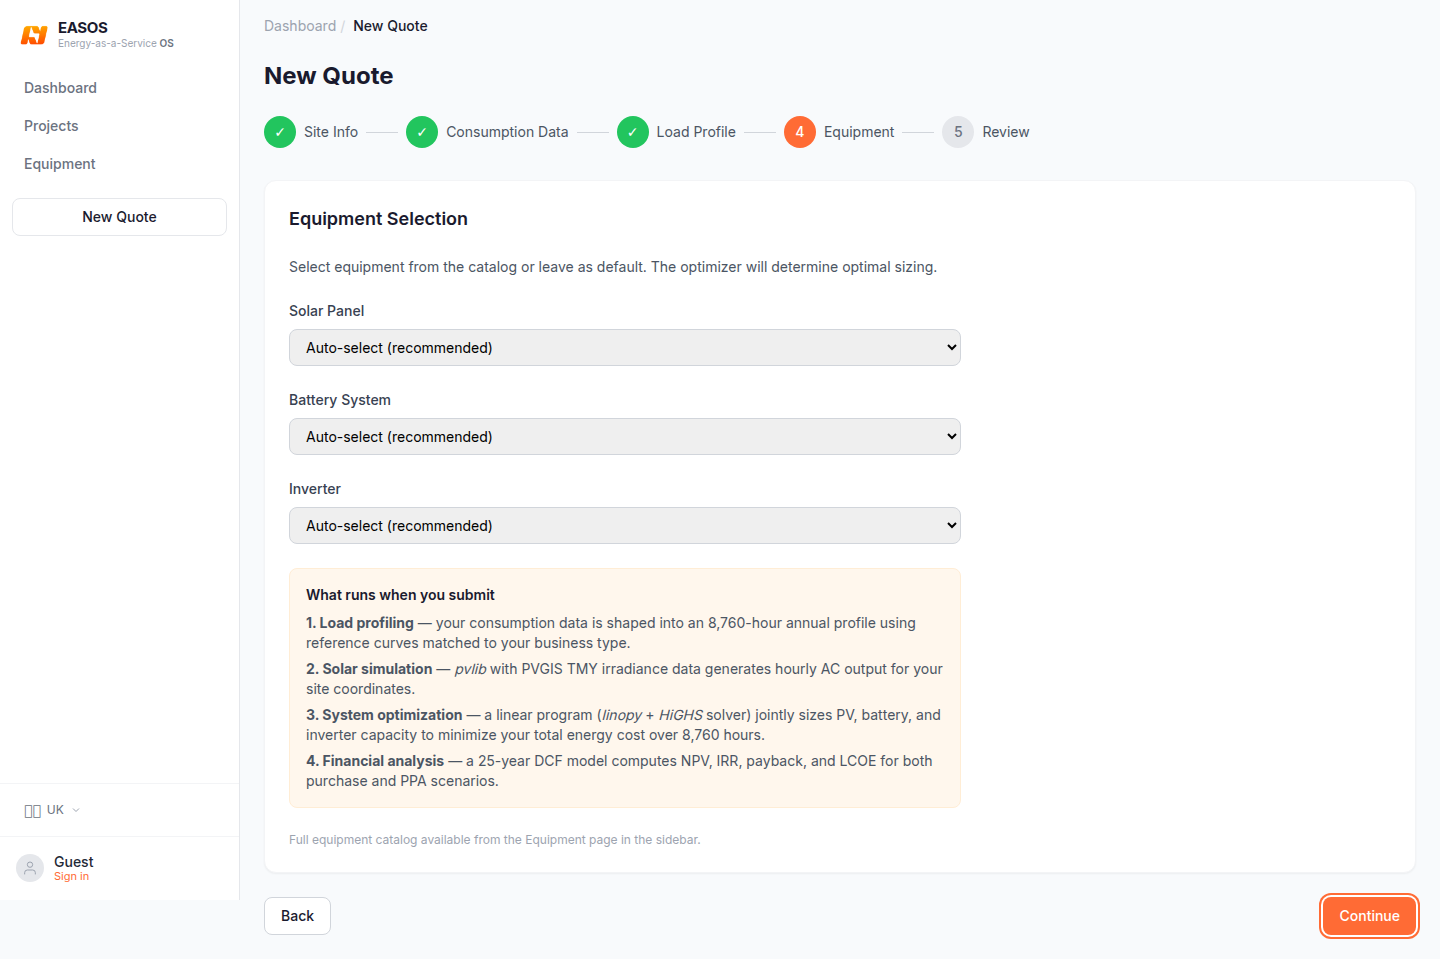 EASOS
Energy-as-a-Service OS
Dashboard
Projects
Equipment
New Quote
UK
Guest
Sign in
Dashboard / New Quote
New Quote
✓ Site Info
✓ Consumption Data
✓ Load Profile
4 Equipment
5 Review
Equipment Selection
Select equipment from the catalog or leave as default. The optimizer will determine optimal sizing.
Solar Panel
Auto-select (recommended)
Battery System
Auto-select (recommended)
Inverter
Auto-select (recommended)
What runs when you submit
1. Load profiling — your consumption data is shaped into an 8,760-hour annual profile using
reference curves matched to your business type.
2. Solar simulation — pvlib with PVGIS TMY irradiance data generates hourly AC output for your
site coordinates.
3. System optimization — a linear program (linopy + HiGHS solver) jointly sizes PV, battery, and
inverter capacity to minimize your total energy cost over 8,760 hours.
4. Financial analysis — a 25-year DCF model computes NPV, IRR, payback, and LCOE for both
purchase and PPA scenarios.
Full equipment catalog available from the Equipment page in the sidebar.
Back
Continue